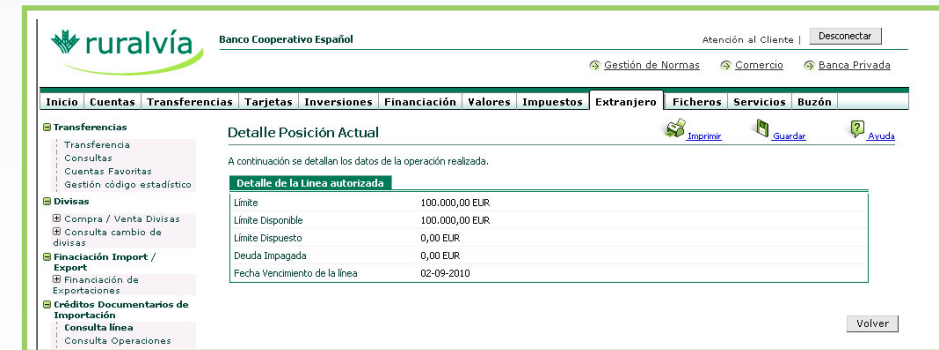 ruralvía
Banco Cooperativo Español
Atención al Cliente | Desconectar
Gestión de Normas Comercio Banca Privada
Inicio Cuentas Transferencias Tarjetas Inversiones Financiación Valores Impuestos Extranjero Ficheros Servicios Buzón
Transferencias
Transferencia
Consultas
Cuentas Favoritas
Gestión código estadístico
Divisas
Compra / Venta Divisas
Consulta cambio de
divisas
Finaciación Import /
Export
Financiación de
Exportaciones
Créditos Documentarios de
Importación
Consulta línea
Consulta Operaciones
Detalle Posición Actual
Imprimir Guardar Ayuda
A continuación se detallan los datos de la operación realizada.
Detalle de la Linea autorizada
Límite 100.000,00 EUR
Límite Disponible 100.000,00 EUR
Límite Dispuesto 0,00 EUR
Deuda Impagada 0,00 EUR
Fecha Vencimiento de la línea 02-09-2010
Volver